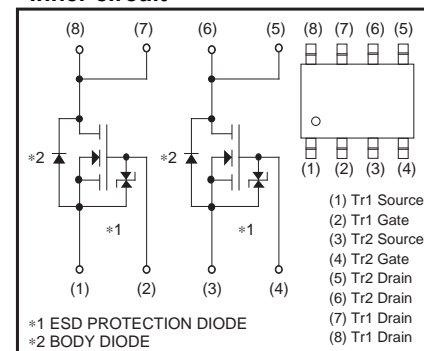 (8) (7) (6) (5) (8) (7) (6) (5)
*2 *2
*1 *1
(1) (2) (3) (4)
(1) (2) (3) (4)
(1) Tr1 Source
(2) Tr1 Gate
(3) Tr2 Source
(4) Tr2 Gate
(5) Tr2 Drain
(6) Tr2 Drain
(7) Tr1 Drain
(8) Tr1 Drain
*1 ESD PROTECTION DIODE
*2 BODY DIODE